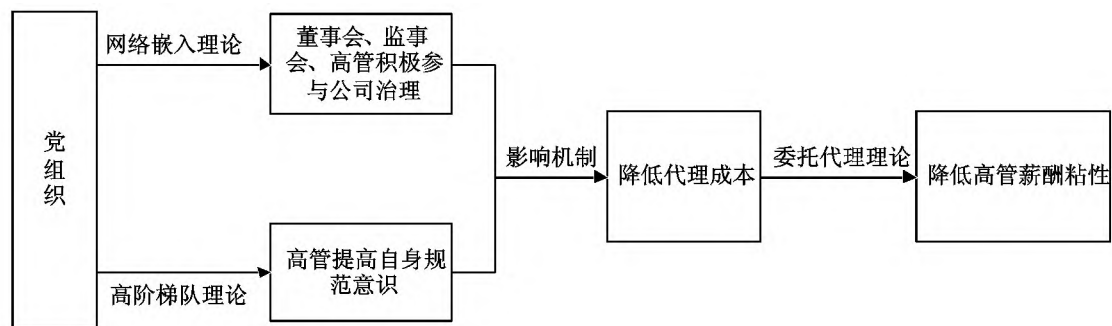 党
组
织
网络嵌入理论
董事会、监事
会、高管积极参
与公司治理
高阶梯队理论
高管提高自身规
范意识
影响机制
降低代理成本
委托代理理论
降低高管薪酬粘性